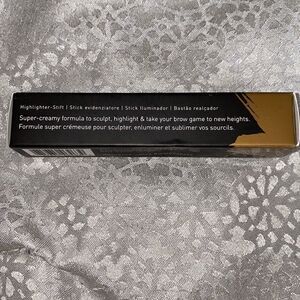 Highlighter-Stift | Stick evidenziatore | Stick Iluminador | Bastão realçador
Super-creamy formula to sculpt, highlight & take your brow game to new heights.
Formule super crémeuse pour sculpter, enluminer et sublimer vos sourcils.